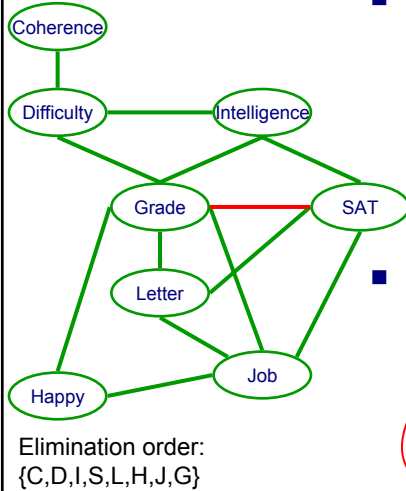 Coherence
Difficulty
Intelligence
Grade
SAT
Letter
Job
Happy
Elimination order:
{C,D,I,S,L,H,J,G}